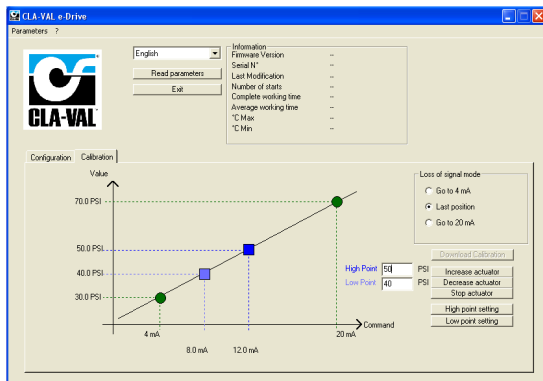 CLA-VAL e-Drive
Parameters ?
English
Read parameters
Exit
Information
Firmware Version --
Serial N° --
Last Modification --
Number of starts --
Complete working time --
Average working time --
°C Max --
°C Min --
CLA-VAL
Configuration Calibration
Value
70.0 PSI
50.0 PSI
40.0 PSI
30.0 PSI
4 mA
8.0 mA
12.0 mA
20 mA
Command
High Point 50 PSI
Low Point 40 PSI
Loss of signal mode
Go to 4 mA
Last position
Go to 20 mA
Download Calibration
Increase actuator
Decrease actuator
Stop actuator
High point setting
Low point setting